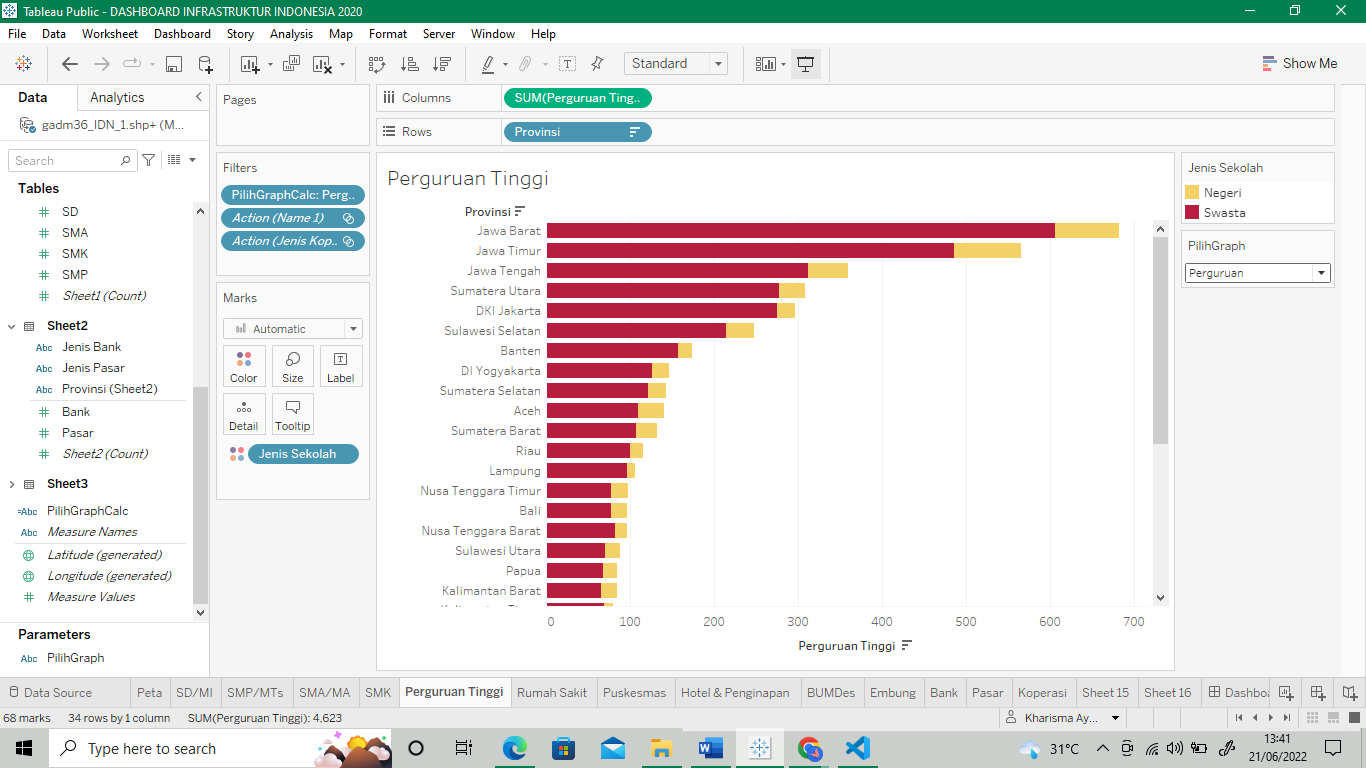 Tableau Public - DASHBOARD INFRASTRUKTUR INDONESIA 2020
File Data Worksheet Dashboard Story Analysis Map Format Server Window Help
Standard
Show Me
Data Analytics
gadm36_IDN_1.shp+ (M...
Search
Tables
SD
SMA
SMK
SMP
Sheet1 (Count)
Sheet2
Abc Jenis Bank
Abc Jenis Pasar
Abc Provinsi (Sheet2)
Bank
Pasar
Sheet2 (Count)
Sheet3
=Abc PilihGraphCalc
Abc Measure Names
Latitude (generated)
Longitude (generated)
Measure Values
Parameters
Abc PilihGraph
Pages
Filters
PilihGraphCalc: Perg..
Action (Name 1)
Action (Jenis Kop..
Marks
Automatic
Color Size Label
Detail Tooltip
Jenis Sekolah
Columns SUM(Perguruan Ting..
Rows Provinsi
Perguruan Tinggi
Provinsi
Jawa Barat
Jawa Timur
Jawa Tengah
Sumatera Utara
DKI Jakarta
Sulawesi Selatan
Banten
DI Yogyakarta
Sumatera Selatan
Aceh
Sumatera Barat
Riau
Lampung
Nusa Tenggara Timur
Bali
Nusa Tenggara Barat
Sulawesi Utara
Papua
Kalimantan Barat
0 100 200 300 400 500 600 700
Perguruan Tinggi
Jenis Sekolah
Negeri
Swasta
PilihGraph
Perguruan
Data Source Peta SD/MI SMP/MTs SMA/MA SMK Perguruan Tinggi Rumah Sakit Puskesmas Hotel & Penginapan BUMDes Embung Bank Pasar Koperasi Sheet 15 Sheet 16 Dashboa
68 marks 34 rows by 1 column SUM(Perguruan Tinggi): 4,623
Kharisma Ay...
Type here to search
31°C
13:41
21/06/2022